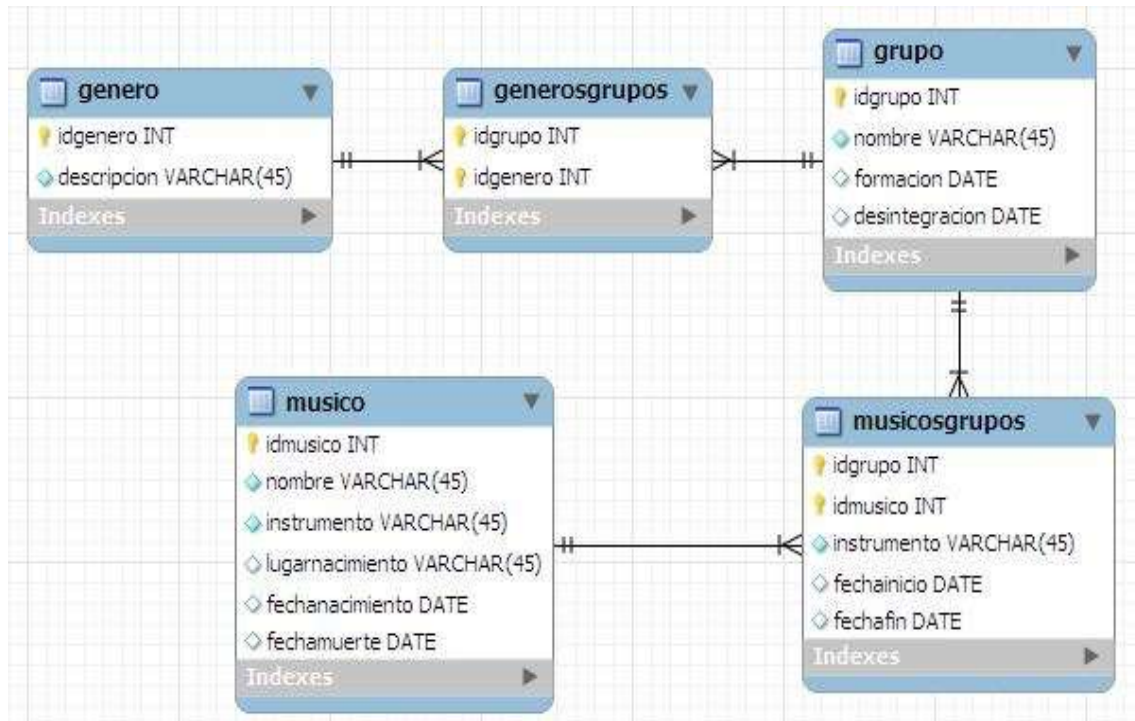 genero
idgenero INT
descripcion VARCHAR(45)
Indexes
generosgrupos
idgrupo INT
idgenero INT
Indexes
grupo
idgrupo INT
nombre VARCHAR(45)
formacion DATE
desintegracion DATE
Indexes
musico
idmusico INT
nombre VARCHAR(45)
instrumento VARCHAR(45)
lugarnacimiento VARCHAR(45)
fechanacimiento DATE
fechamuerte DATE
Indexes
musicosgrupos
idgrupo INT
idmusico INT
instrumento VARCHAR(45)
fechainicio DATE
fechafin DATE
Indexes